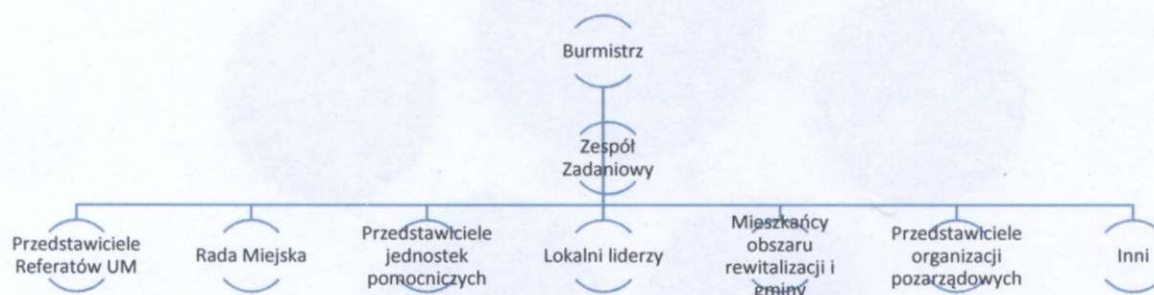 Burmistrz
Zespół
Zadaniowy
Przedstawiciele
Referatów UM
Rada Miejska
Przedstawiciele
jednostek
pomocniczych
Lokalni liderzy
Mieszkańcy
obszaru
rewitalizacji i
gminy
Przedstawiciele
organizacji
pozarządowych
Inni